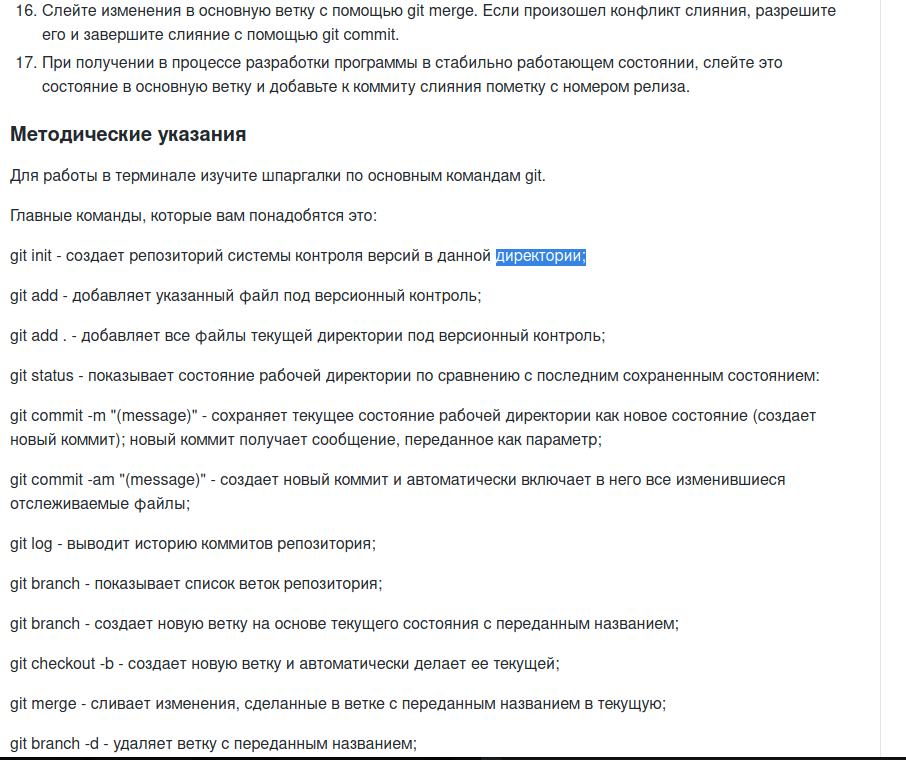 16. Слейте изменения в основную ветку с помощью git merge. Если произошел конфликт слияния, разрешите
его и завершите слияние с помощью git commit.
17. При получении в процессе разработки программы в стабильно работающем состоянии, слейте это
состояние в основную ветку и добавьте к коммиту слияния пометку с номером релиза.
Методические указания
Для работы в терминале изучите шпаргалки по основным командам git.
Главные команды, которые вам понадобятся это:
git init - создает репозиторий системы контроля версий в данной директории;
git add - добавляет указанный файл под версионный контроль;
git add . - добавляет все файлы текущей директории под версионный контроль;
git status - показывает состояние рабочей директории по сравнению с последним сохраненным состоянием:
git commit -m "(message)" - сохраняет текущее состояние рабочей директории как новое состояние (создает
новый коммит); новый коммит получает сообщение, переданное как параметр;
git commit -am "(message)" - создает новый коммит и автоматически включает в него все изменившиеся
отслеживаемые файлы;
git log - выводит историю коммитов репозитория;
git branch - показывает список веток репозитория;
git branch - создает новую ветку на основе текущего состояния с переданным названием;
git checkout -b - создает новую ветку и автоматически делает ее текущей;
git merge - сливает изменения, сделанные в ветке с переданным названием в текущую;
git branch -d - удаляет ветку с переданным названием;